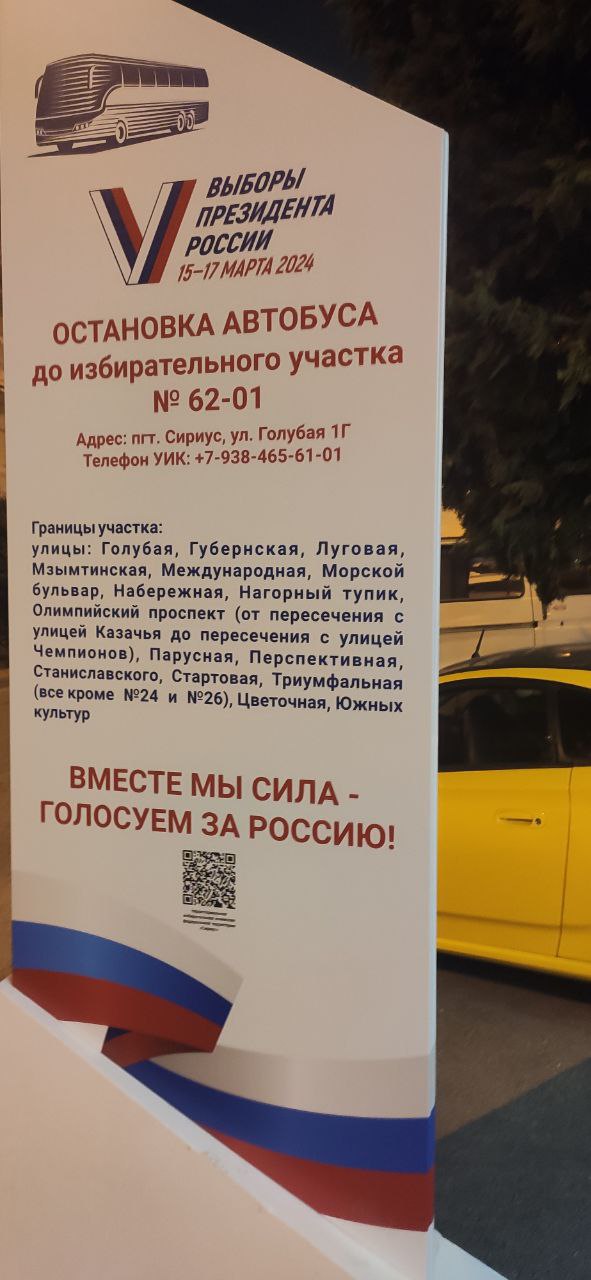 ВЫБОРЫ
ПРЕЗИДЕНТА
РОССИИ
15–17 МАРТА 2024
ОСТАНОВКА АВТОБУСА
до избирательного участка
№ 62-01
Адрес: пгт. Сириус, ул. Голубая 1Г
Телефон УИК: +7-938-465-61-01
Границы участка:
улицы: Голубая, Губернская, Луговая,
Мзымтинская, Международная, Морской
бульвар, Набережная, Нагорный тупик,
Олимпийский проспект (от пересечения с
улицей Казачья до пересечения с улицей
Чемпионов), Парусная, Перспективная,
Станиславского, Стартовая, Триумфальная
(все кроме №24 и №26), Цветочная, Южных
культур
ВМЕСТЕ МЫ СИЛА -
ГОЛОСУЕМ ЗА РОССИЮ!